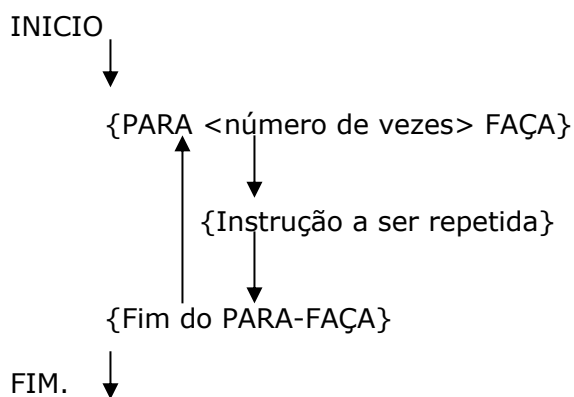 INICIO
{PARA <número de vezes> FAÇA}
{Instrução a ser repetida}
{Fim do PARA-FAÇA}
FIM.